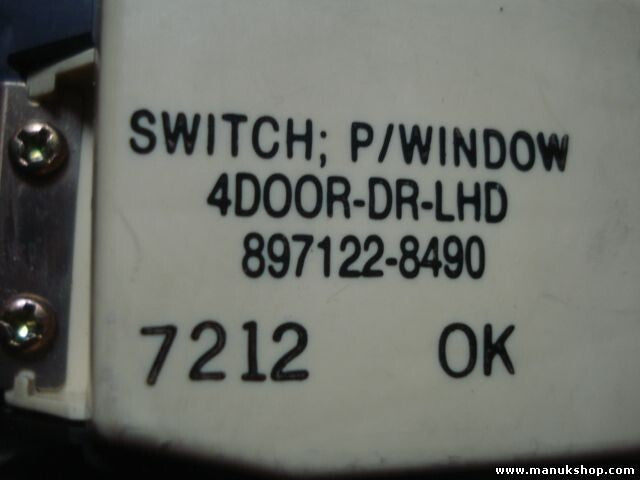 SWITCH; P/WINDOW
4DOOR-DR-LHD
897122-8490
7212 OK
www.manukshop.com